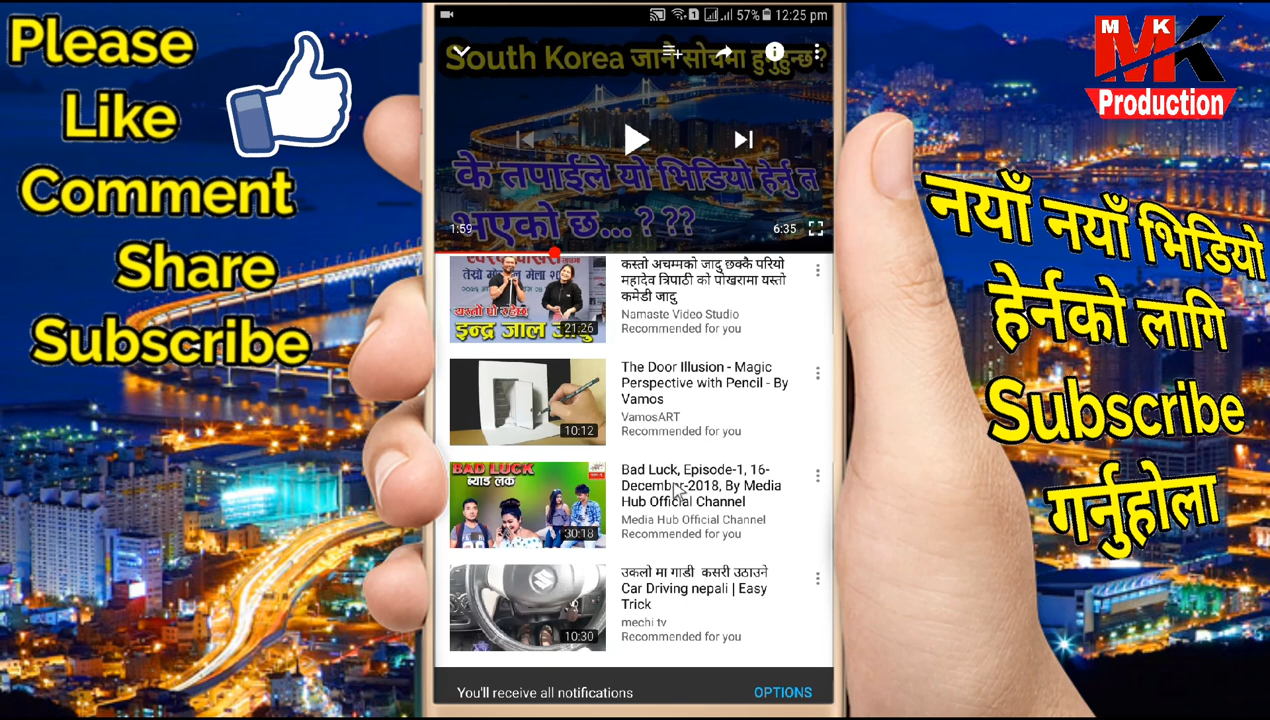 Please
Like
Comment
Share
Subscribe
1 57% 12:25 pm
South Korea जाने सोचमा हुनुहुन्छ?
के तपाईले यो भिडियो हेर्नु त
भएको छ... ? ??
1:59
6:35
तेस्रो
यस्तो पो
इन्द्र जाल जादु
21:26
कस्तो अचम्मको जादु छक्कै परियो
महादेव त्रिपाठी को पोखरामा यस्तो
कमेडी जादु
Namaste Video Studio
Recommended for you
10:12
The Door Illusion - Magic
Perspective with Pencil - By
Vamos
VamosART
Recommended for you
BAD LUCK
ब्याड लक
30:18
Bad Luck, Episode-1, 16-
December-2018, By Media
Hub Official Channel
Media Hub Official Channel
Recommended for you
10:30
उकलो मा गाडी कसरी उठाउने
Car Driving nepali | Easy
Trick
mechi tv
Recommended for you
You'll receive all notifications
OPTIONS
M K
MK
Production
नयाँ नयाँ भिडियो
हेर्नको लागि
Subscribe
गर्नुहोला